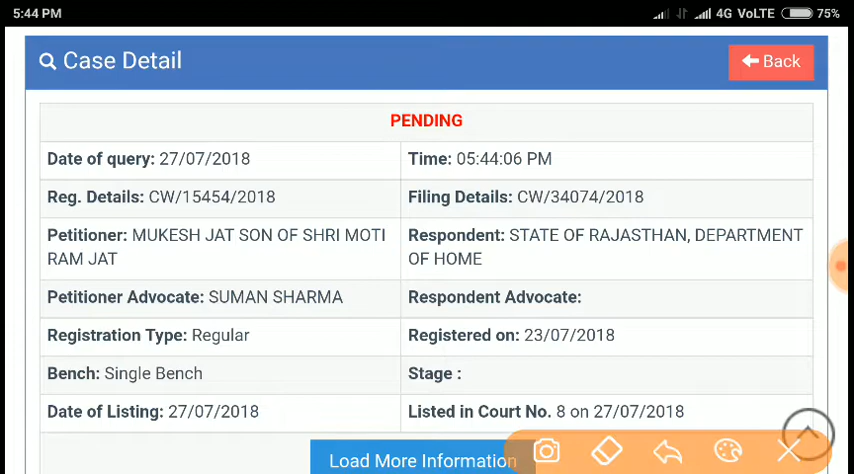 5:44 PM 4G VoLTE 75%
Case Detail Back
PENDING
Date of query: 27/07/2018 Time: 05:44:06 PM
Reg. Details: CW/15454/2018 Filing Details: CW/34074/2018
Petitioner: MUKESH JAT SON OF SHRI MOTI
RAM JAT
Respondent: STATE OF RAJASTHAN, DEPARTMENT
OF HOME
Petitioner Advocate: SUMAN SHARMA Respondent Advocate:
Registration Type: Regular Registered on: 23/07/2018
Bench: Single Bench Stage :
Date of Listing: 27/07/2018 Listed in Court No. 8 on 27/07/2018
Load More Information